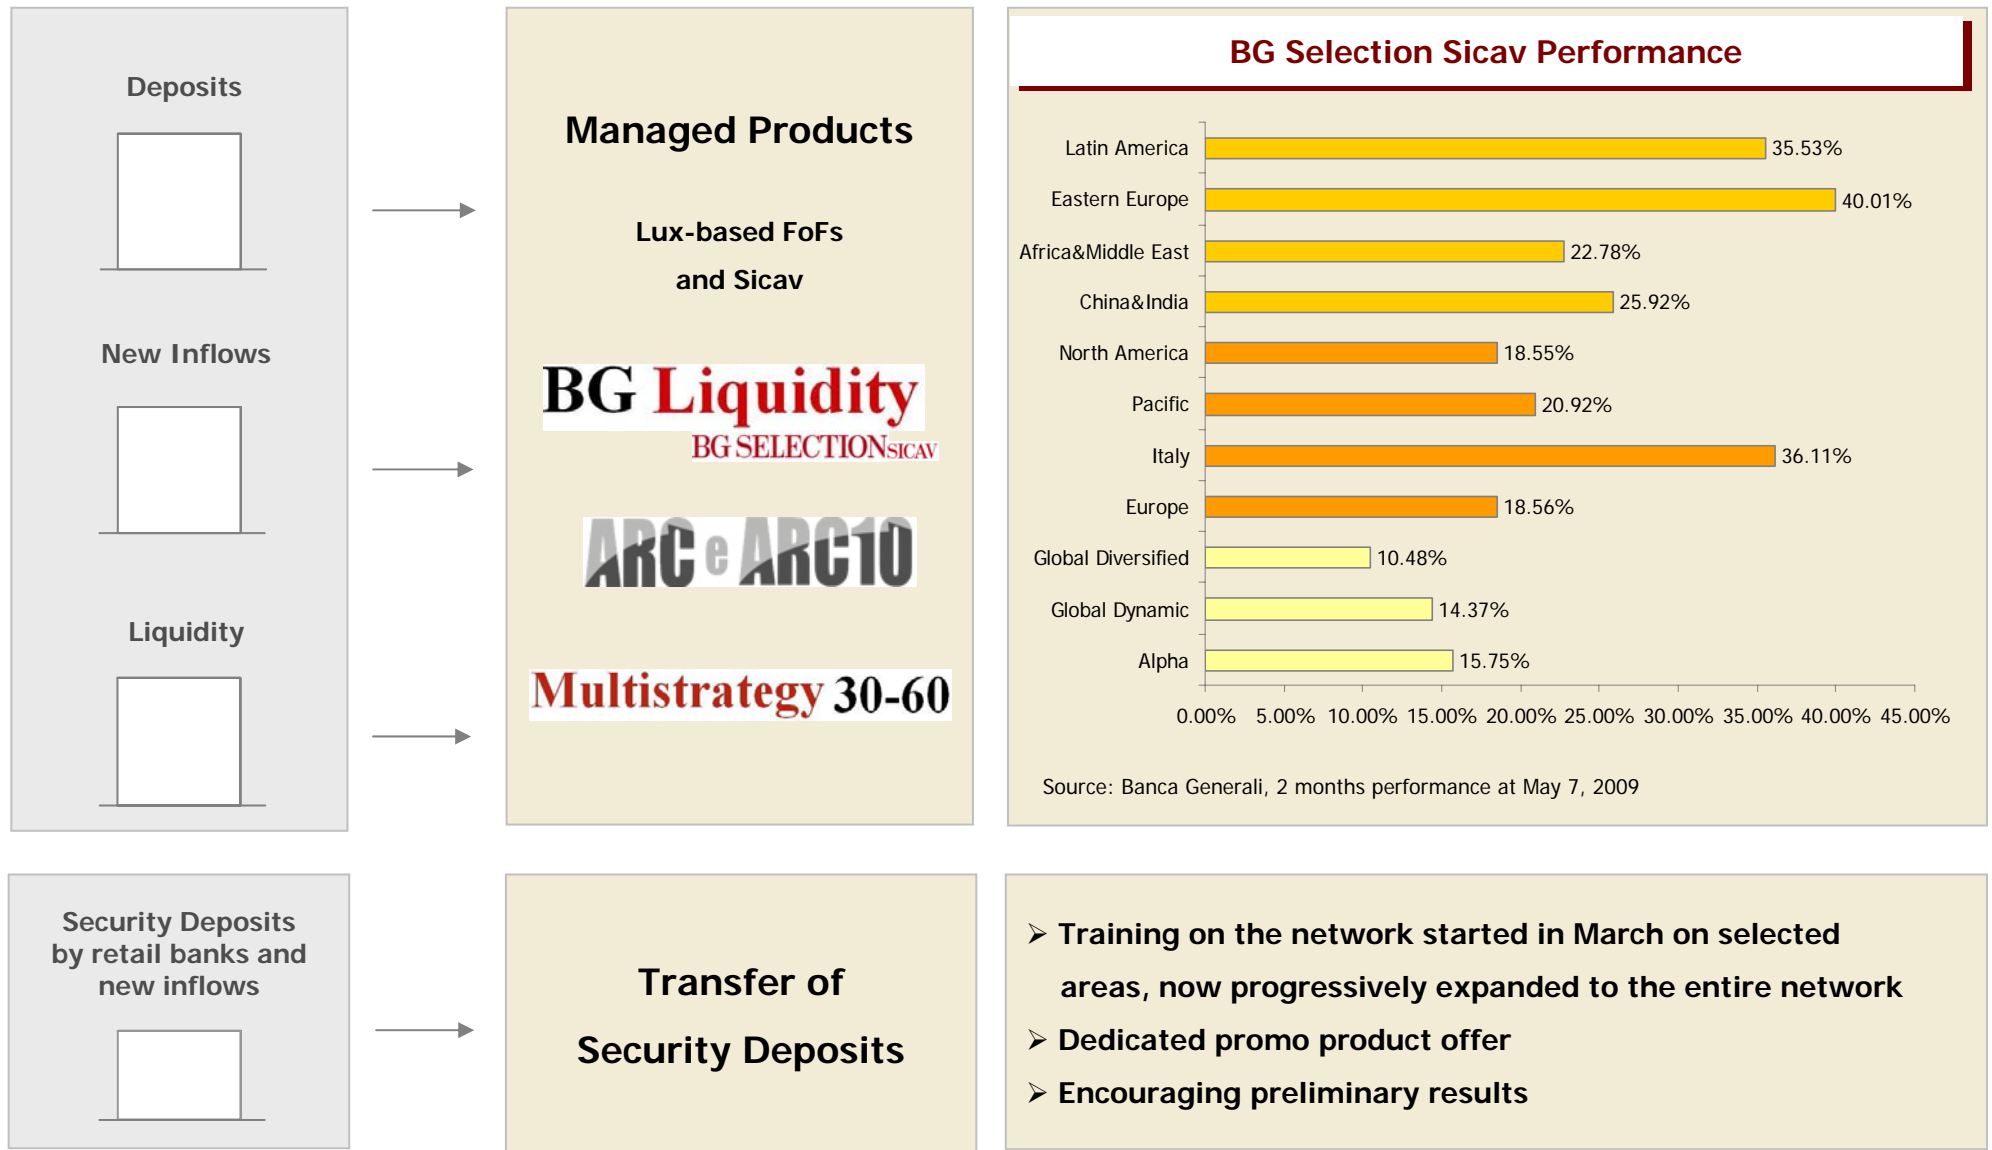 Deposits
New Inflows
Liquidity
Managed Products
Lux-based FoFs
and Sicav
BG Liquidity
BG SELECTIONSICAV
ARC e ARC10
Multistrategy 30-60
BG Selection Sicav Performance
Latin America 35.53%
Eastern Europe 40.01%
Africa&Middle East 22.78%
China&India 25.92%
North America 18.55%
Pacific 20.92%
Italy 36.11%
Europe 18.56%
Global Diversified 10.48%
Global Dynamic 14.37%
Alpha 15.75%
0.00% 5.00% 10.00% 15.00% 20.00% 25.00% 30.00% 35.00% 40.00% 45.00%
Source: Banca Generali, 2 months performance at May 7, 2009
Security Deposits
by retail banks and
new inflows
Transfer of
Security Deposits
➢ Training on the network started in March on selected
areas, now progressively expanded to the entire network
➢ Dedicated promo product offer
➢ Encouraging preliminary results